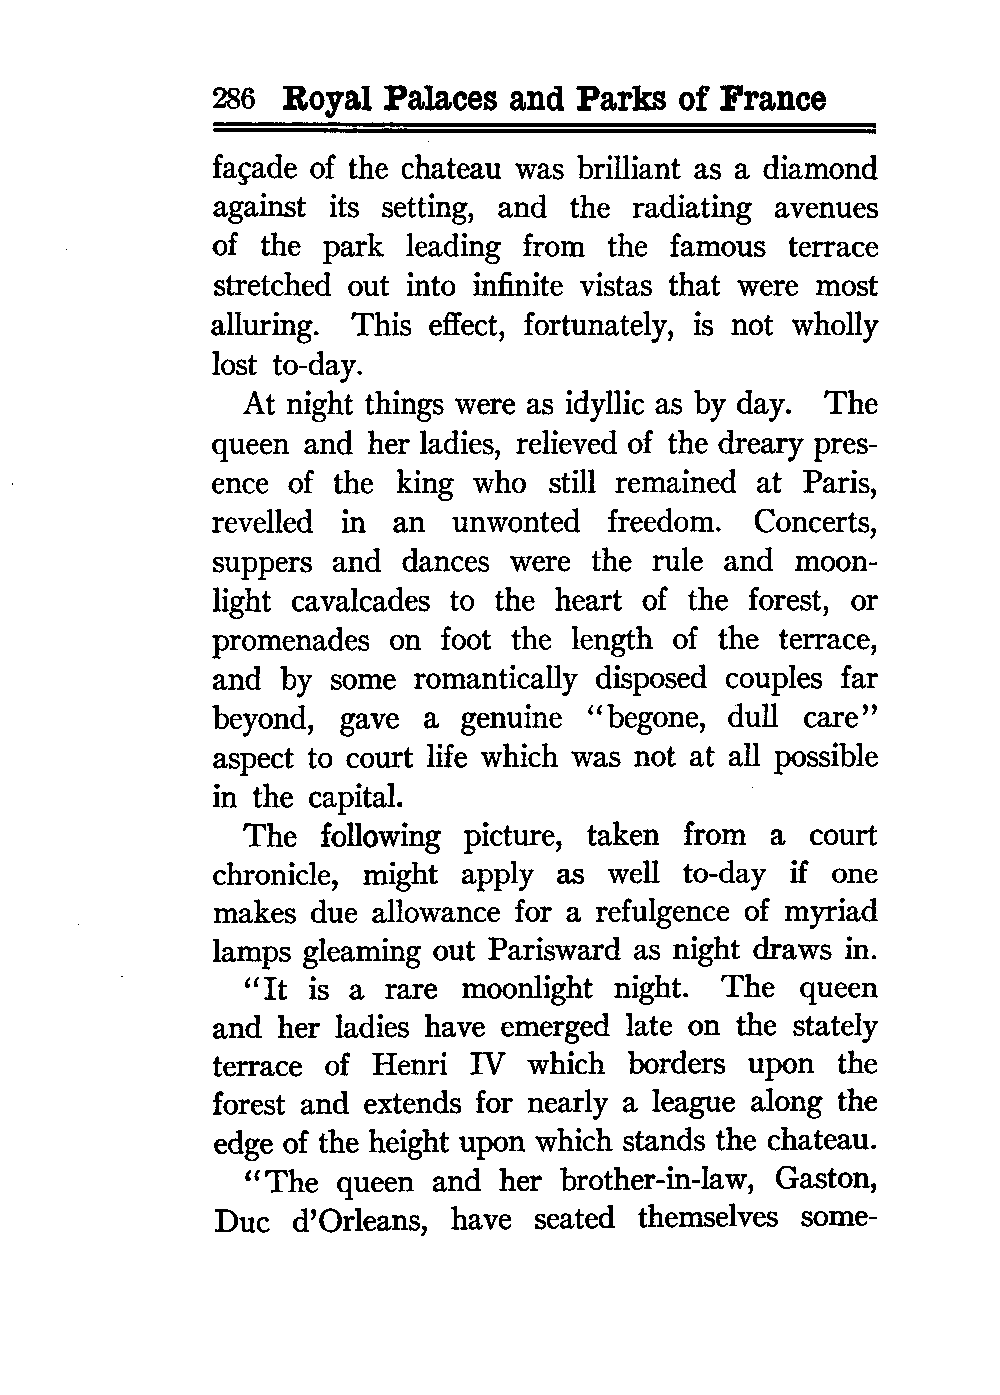 286 Royal Palaces and Parks of France
façade of the chateau was brilliant as a diamond
against its setting, and the radiating avenues
of the park leading from the famous terrace
stretched out into infinite vistas that were most
alluring. This effect, fortunately, is not wholly
lost to-day.
At night things were as idyllic as by day. The
queen and her ladies, relieved of the dreary pres-
ence of the king who still remained at Paris,
revelled in an unwonted freedom. Concerts,
suppers and dances were the rule and moon-
light cavalcades to the heart of the forest, or
promenades on foot the length of the terrace,
and by some romantically disposed couples far
beyond, gave a genuine “begone, dull care”
aspect to court life which was not at all possible
in the capital.
The following picture, taken from a court
chronicle, might apply as well to-day if one
makes due allowance for a refulgence of myriad
lamps gleaming out Parisward as night draws in.
“It is a rare moonlight night. The queen
and her ladies have emerged late on the stately
terrace of Henri IV which borders upon the
forest and extends for nearly a league along the
edge of the height upon which stands the chateau.
“The queen and her brother-in-law, Gaston,
Duc d’Orleans, have seated themselves some-